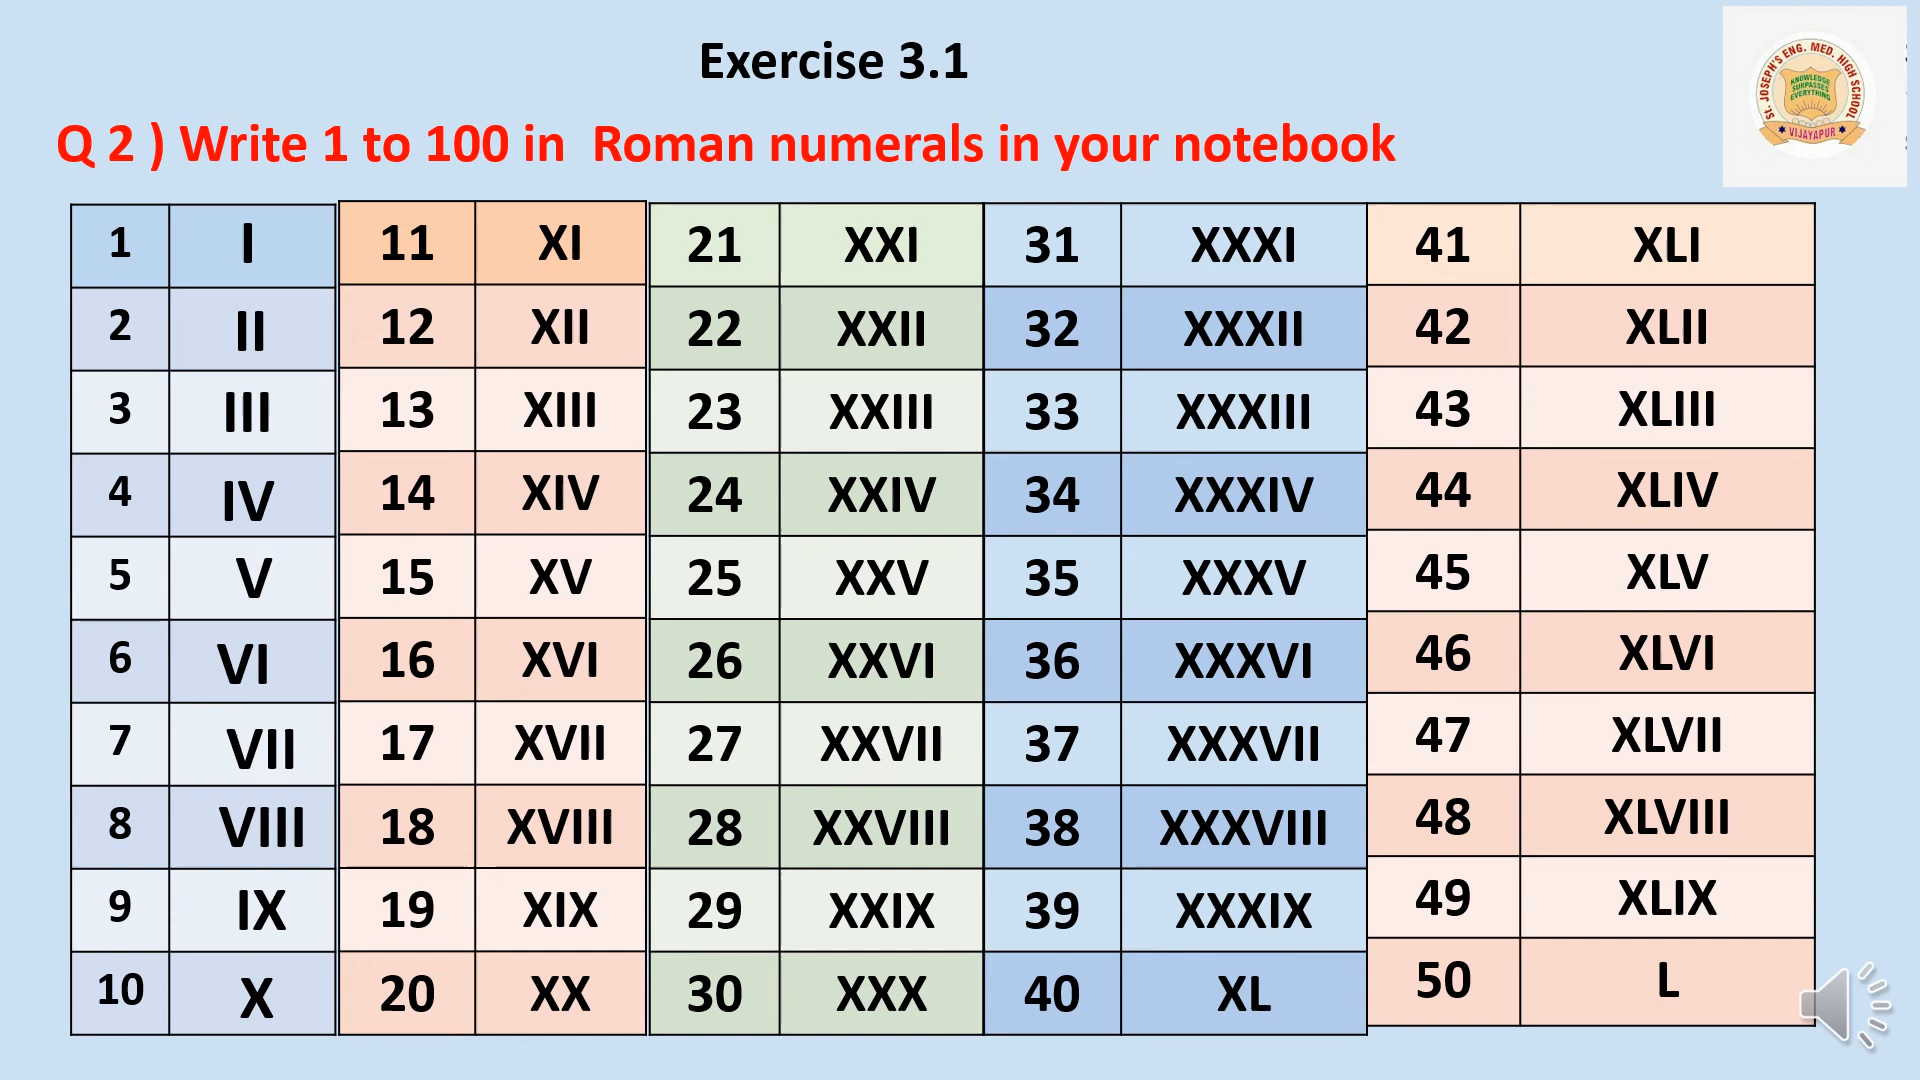 Exercise 3.1
Q 2 ) Write 1 to 100 in Roman numerals in your notebook
ST. JOSEPH'S ENG. MED. HIGH SCHOOL
KNOWLEDGE
SURPASSES
EVERYTHING
VIJAYAPUR
1 I 11 XI 21 XXI 31 XXXI 41 XLI
2 II 12 XII 22 XXII 32 XXXII 42 XLII
3 III 13 XIII 23 XXIII 33 XXXIII 43 XLIII
4 IV 14 XIV 24 XXIV 34 XXXIV 44 XLIV
5 V 15 XV 25 XXV 35 XXXV 45 XLV
6 VI 16 XVI 26 XXVI 36 XXXVI 46 XLVI
7 VII 17 XVII 27 XXVII 37 XXXVII 47 XLVII
8 VIII 18 XVIII 28 XXVIII 38 XXXVIII 48 XLVIII
9 IX 19 XIX 29 XXIX 39 XXXIX 49 XLIX
10 X 20 XX 30 XXX 40 XL 50 L